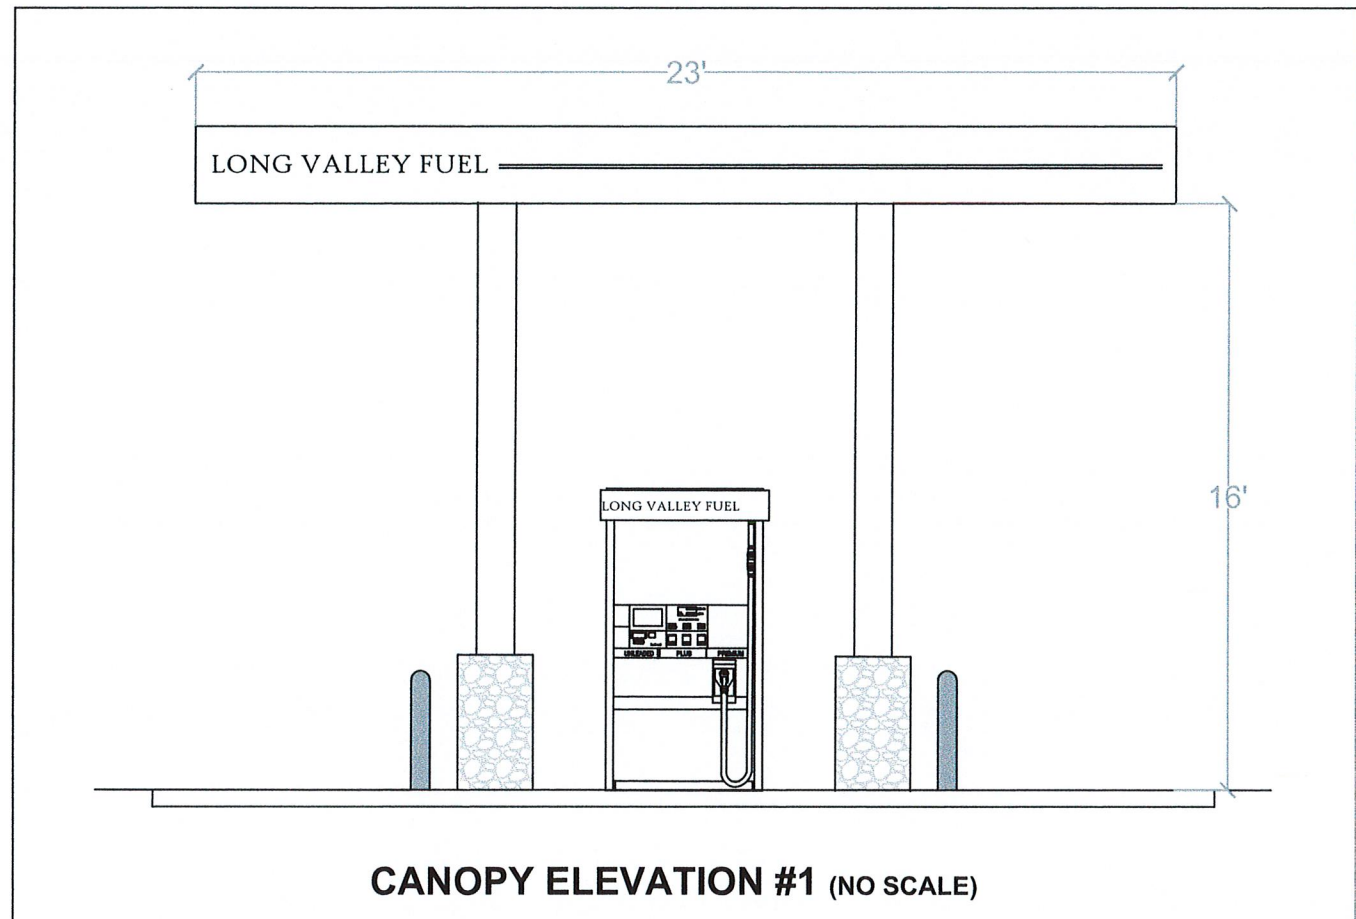 23'
LONG VALLEY FUEL
16'
LONG VALLEY FUEL
UNLEADED PLUS PREMIUM
CANOPY ELEVATION #1 (NO SCALE)